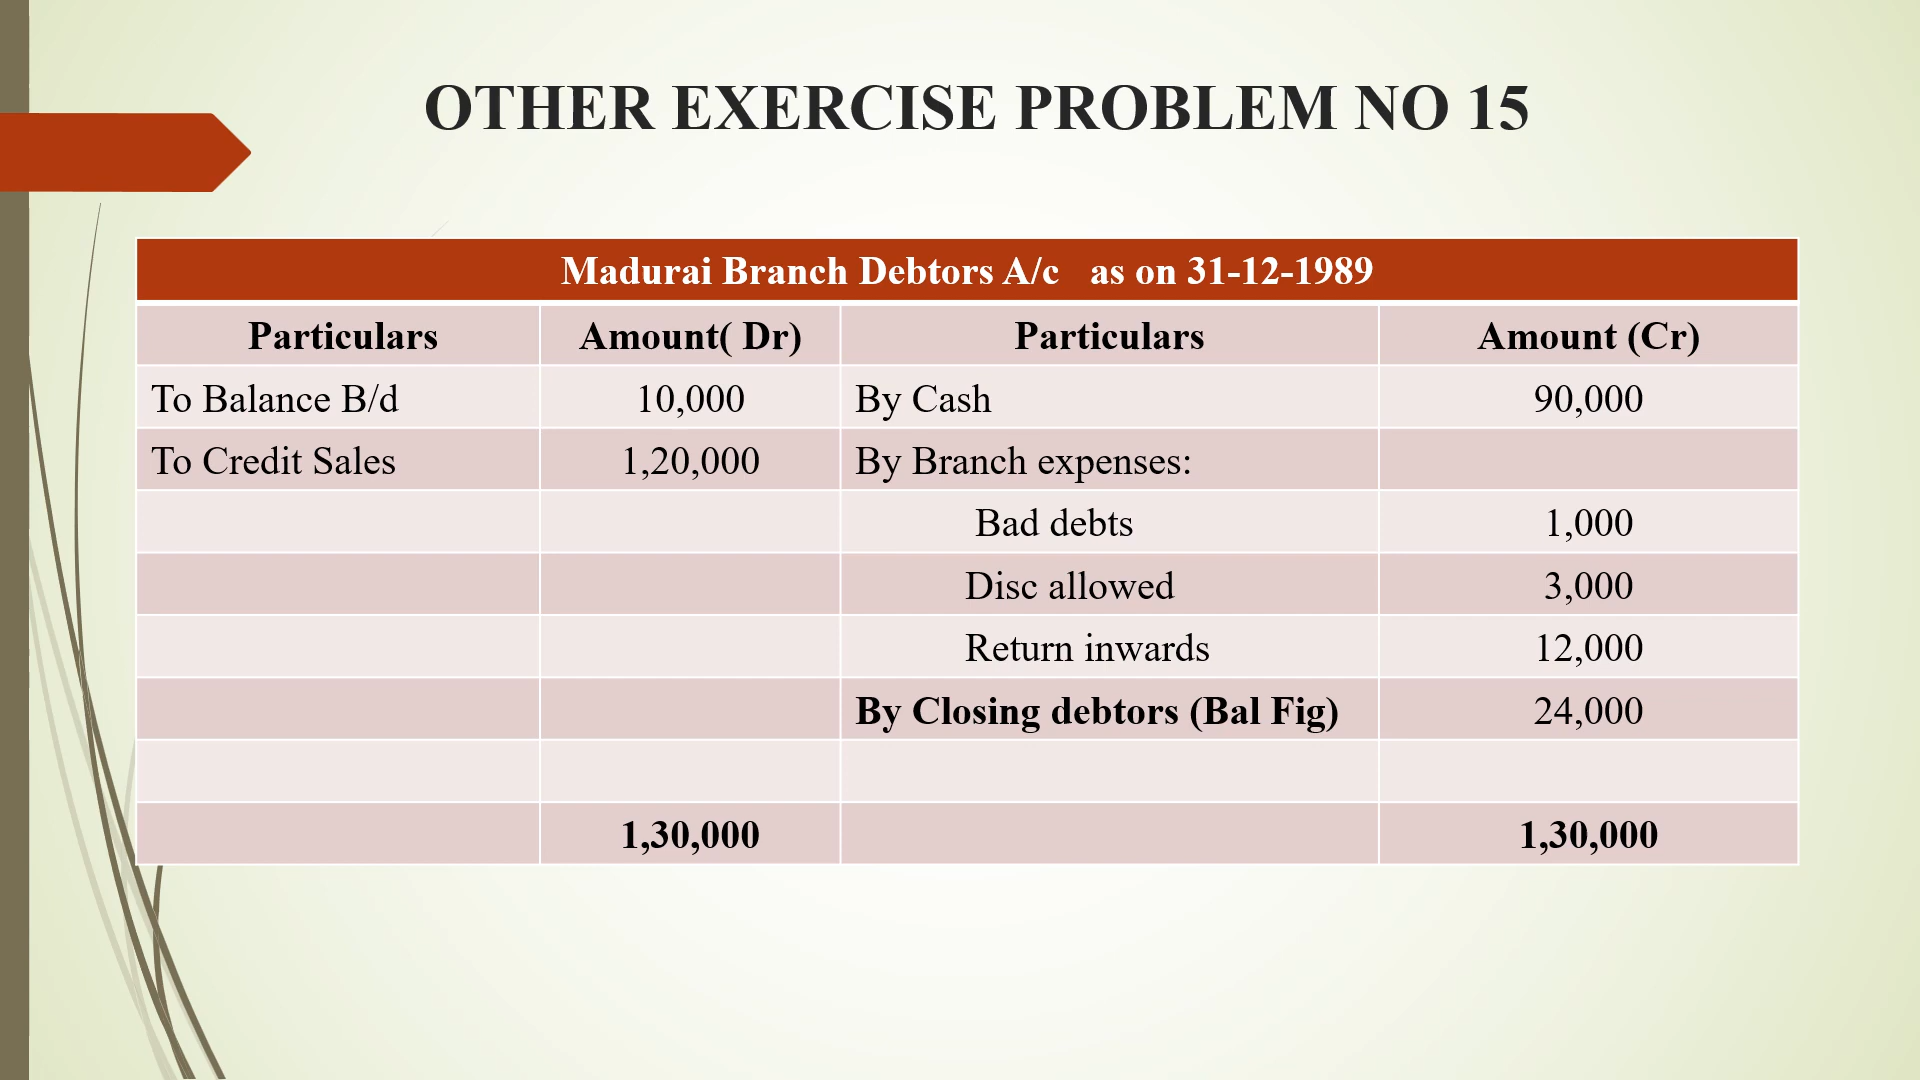 OTHER EXERCISE PROBLEM NO 15
Madurai Branch Debtors A/c as on 31-12-1989
Particulars Amount( Dr) Particulars Amount (Cr)
To Balance B/d 10,000 By Cash 90,000
To Credit Sales 1,20,000 By Branch expenses:
Bad debts 1,000
Disc allowed 3,000
Return inwards 12,000
By Closing debtors (Bal Fig) 24,000
1,30,000 1,30,000